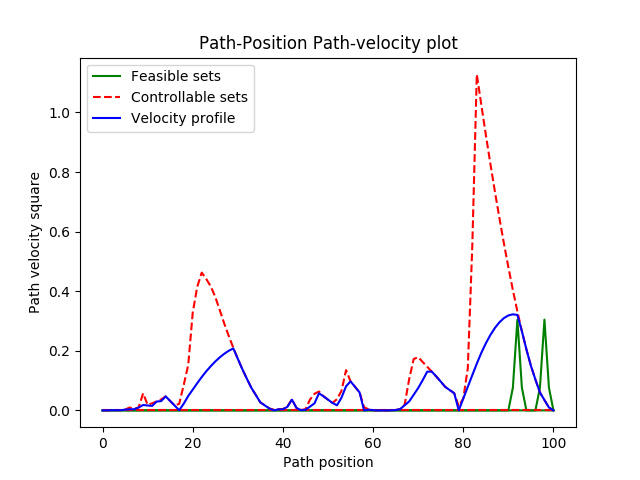 Path-Position Path-velocity plot
Feasible sets
Controllable sets
Velocity profile
Path velocity square
1.0
0.8
0.6
0.4
0.2
0.0
0 20 40 60 80 100
Path position